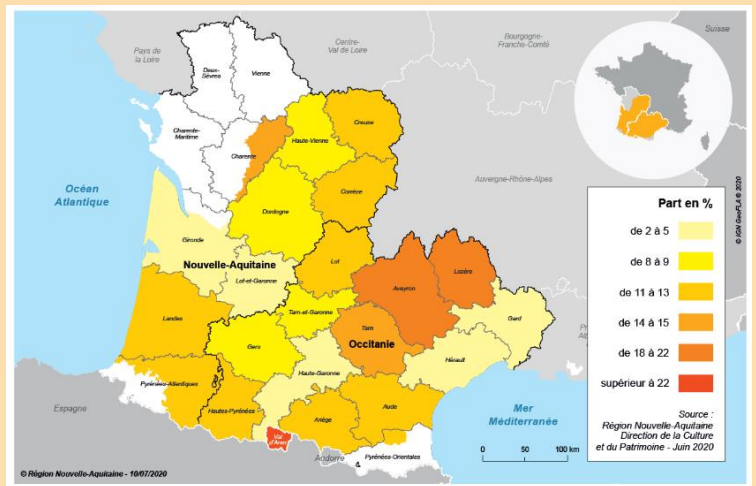 Pays de
la Loire
Centre-
Val de Loire
Bourgogne-
Franche-Comté
Suisse
Deux-
Sèvres
Vienne
Charente-
Maritime
Charente
Haute-Vienne
Creuse
Auvergne-Rhône-Alpes
Océan
Atlantique
Corrèze
Dordogne
Gironde
Nouvelle-Aquitaine
Lot
Lot-et-Garonne
Aveyron
Lozère
Tarn-et-Garonne
Landes
Gard
Tarn
Occitanie
Gers
Hérault
Haute-Garonne
Pyrénées-Atlantiques
Hautes-Pyrénées
Ariège
Aude
Espagne
Val
d'Aran
Andorre
Pyrénées-Orientales
Mer
Méditerranée
0
50
100 km
© IGN GeoFLA ® 2020
Part en %
de 2 à 5
de 8 à 9
de 11 à 13
de 14 à 15
de 18 à 22
supérieur à 22
Source :
Région Nouvelle-Aquitaine
Direction de la Culture
et du Patrimoine - Juin 2020
© Région Nouvelle-Aquitaine - 10/07/2020